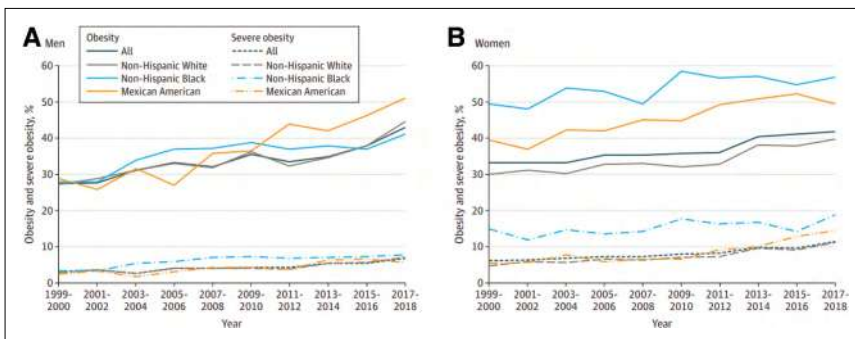 A Men
Obesity
All
Non-Hispanic White
Non-Hispanic Black
Mexican American
Severe obesity
All
Non-Hispanic White
Non-Hispanic Black
Mexican American
Obesity and severe obesity, %
60
50
40
30
20
10
0
1999-2000
2001-2002
2003-2004
2005-2006
2007-2008
2009-2010
2011-2012
2013-2014
2015-2016
2017-2018
Year
B Women
Obesity and severe obesity, %
60
50
40
30
20
10
0
1999-2000
2001-2002
2003-2004
2005-2006
2007-2008
2009-2010
2011-2012
2013-2014
2015-2016
2017-2018
Year